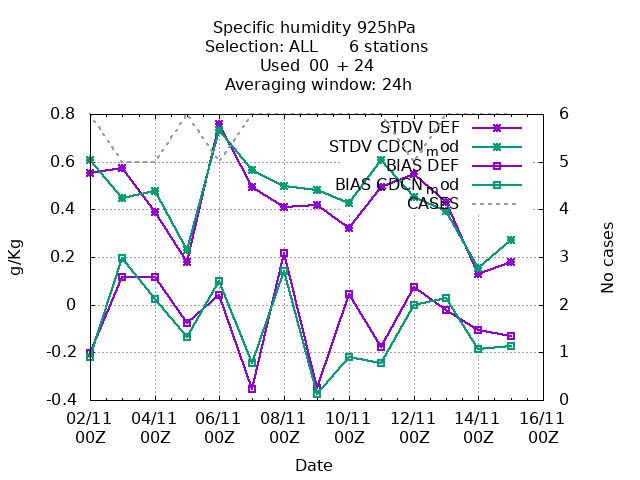 Specific humidity 925hPa
Selection: ALL 6 stations
Used 00 + 24
Averaging window: 24h
0.8
0.6
0.4
0.2
0
-0.2
-0.4
g/Kg
6
5
4
3
2
1
0
No cases
STDV DEF
STDV CDCN_mod
BIAS DEF
BIAS CDCN_mod
CASES
02/11 04/11 06/11 08/11 10/11 12/11 14/11 16/11
00Z 00Z 00Z 00Z 00Z 00Z 00Z 00Z
Date